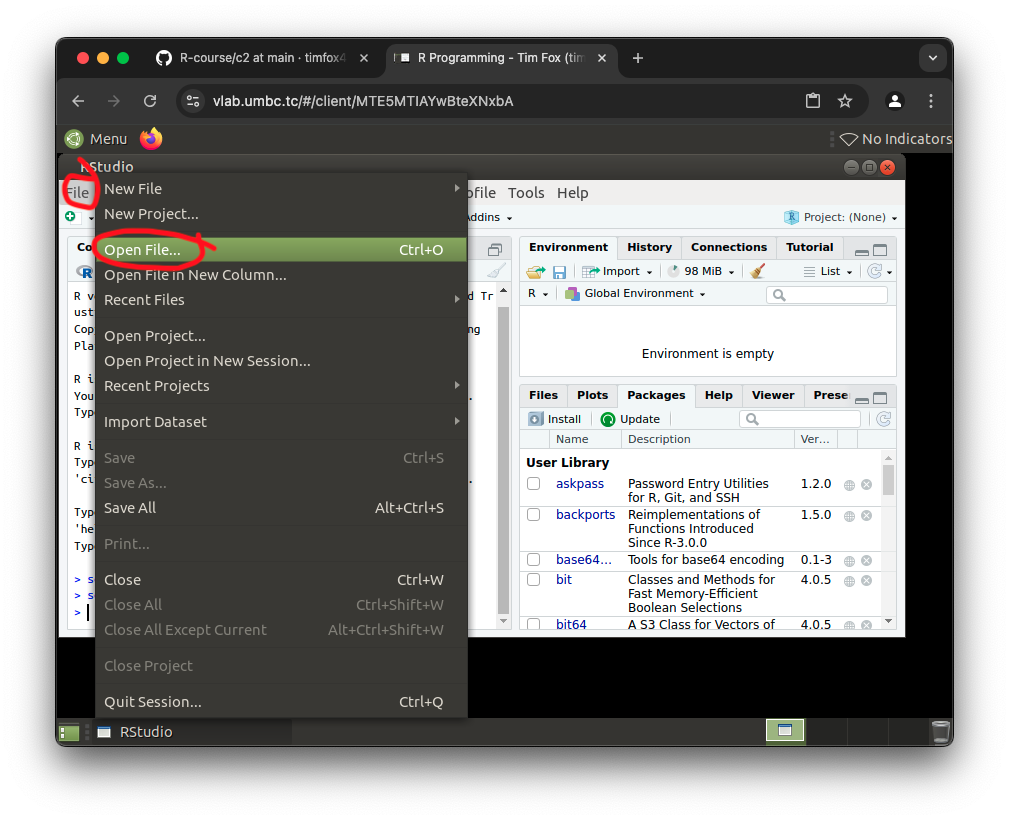 R-course/c2 at main · timfox4
R Programming - Tim Fox (tim
vlab.umbc.tc/#/client/MTE5MTIAYwBteXNxbA
Menu
No Indicators
RStudio
File
ofile Tools Help
Addins
Project: (None)
New File
New Project...
Open File... Ctrl+O
Open File in New Column...
Recent Files
Open Project...
Open Project in New Session...
Recent Projects
Import Dataset
Save Ctrl+S
Save As...
Save All Alt+Ctrl+S
Print...
Close Ctrl+W
Close All Ctrl+Shift+W
Close All Except Current Alt+Ctrl+Shift+W
Close Project
Quit Session... Ctrl+Q
Co
R
R ve
d Tr
ust
Cop
ng
Pla
R i
You
Typ
R i
Typ
'ci
Typ
'he
Typ
> s
> s
>
Environment History Connections Tutorial
Import 98 MiB List
R Global Environment
Environment is empty
Files Plots Packages Help Viewer Prese
Install Update
Name Description Ver...
User Library
askpass Password Entry Utilities 1.2.0
for R, Git, and SSH
backports Reimplementations of 1.5.0
Functions Introduced
Since R-3.0.0
base64... Tools for base64 encoding 0.1-3
bit Classes and Methods for 4.0.5
Fast Memory-Efficient
Boolean Selections
bit64 A S3 Class for Vectors of 4.0.5
RStudio